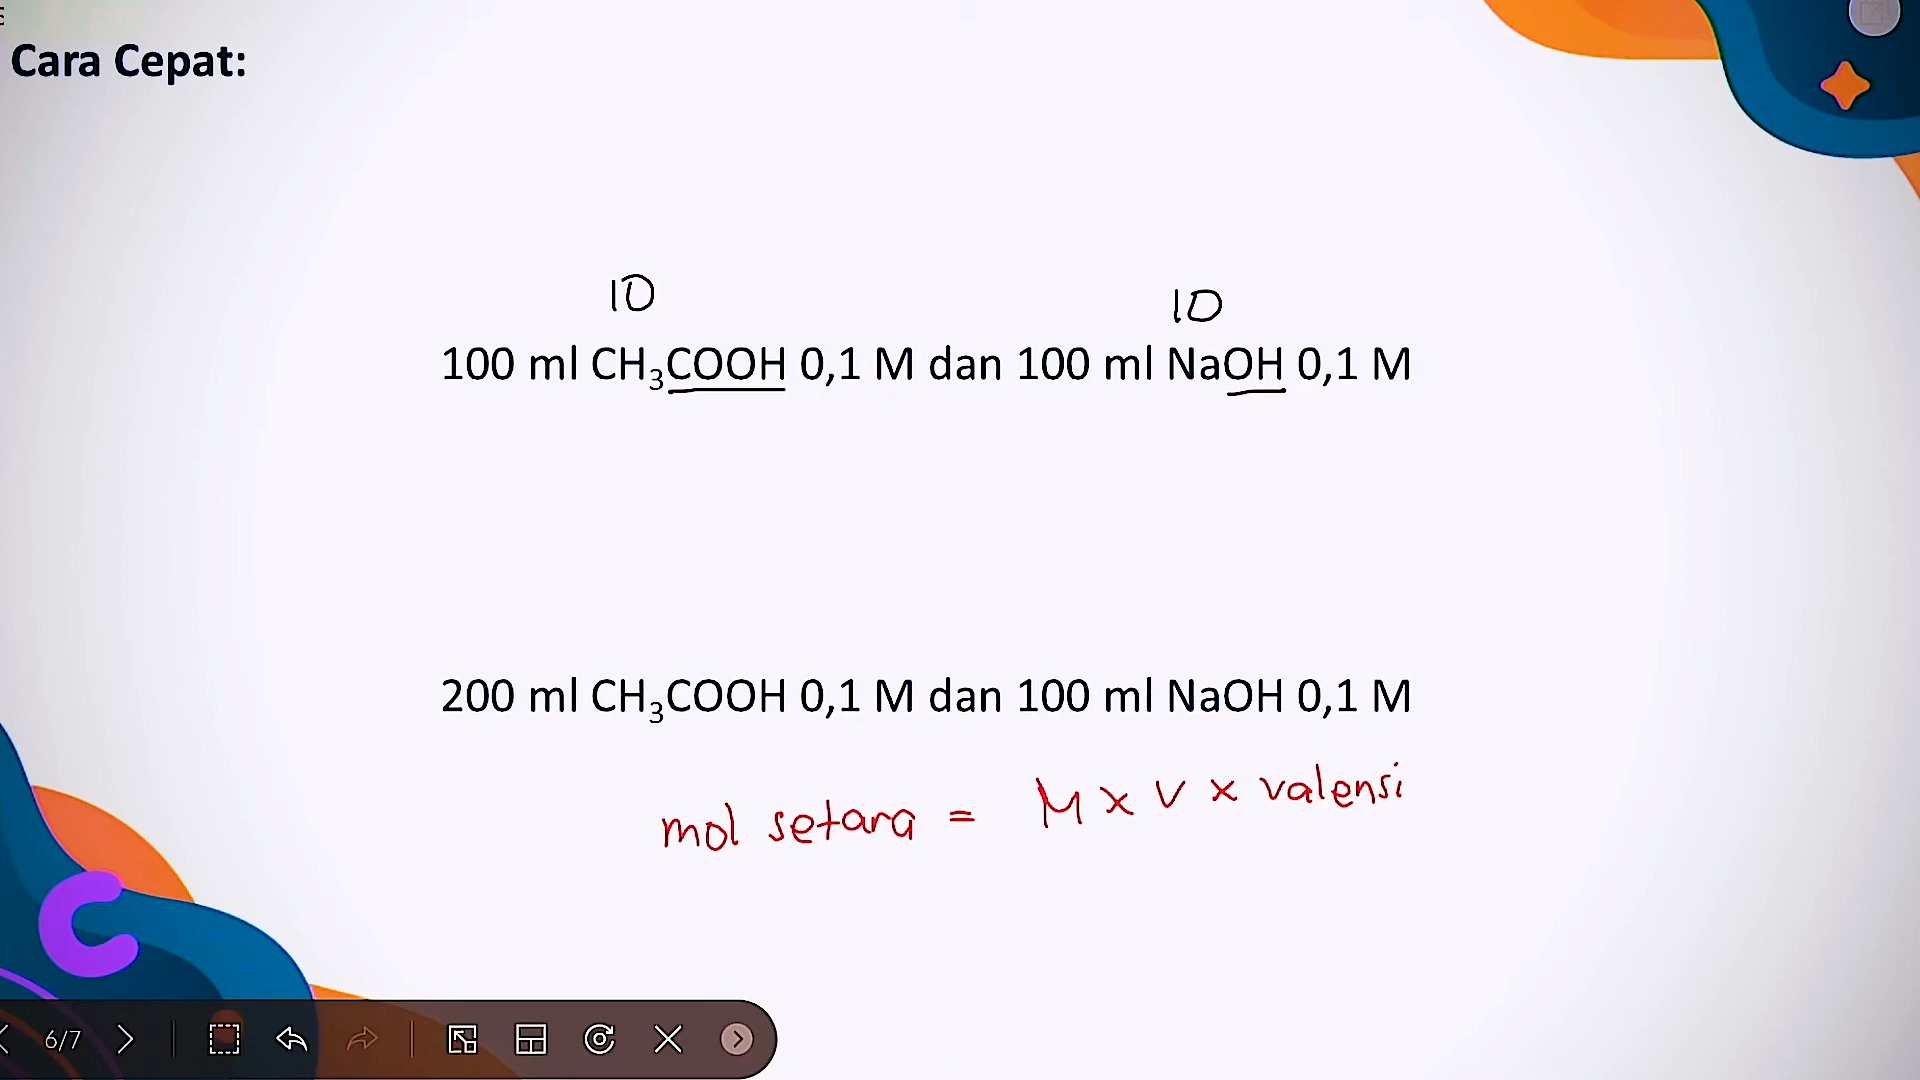 Cara Cepat:
10 10
100 ml CH₃COOH 0,1 M dan 100 ml NaOH 0,1 M
200 ml CH₃COOH 0,1 M dan 100 ml NaOH 0,1 M
mol setara = M x V x valensi
6/7